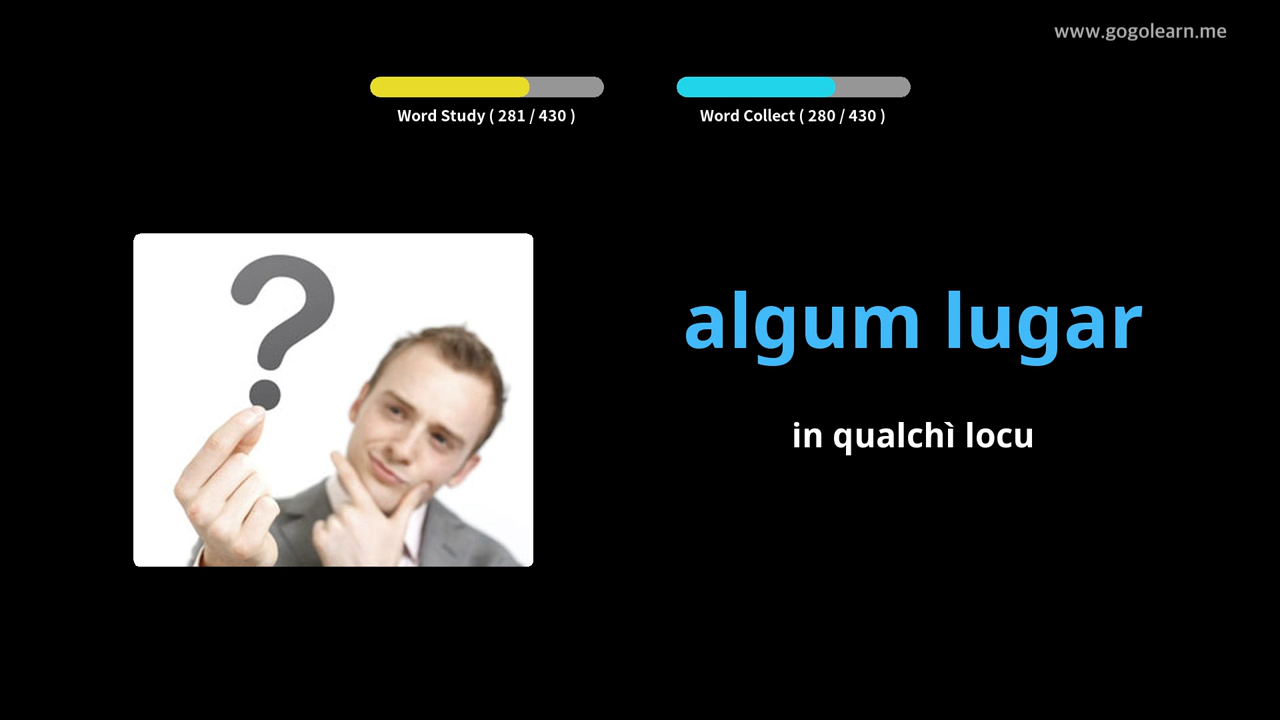 www.gogolearn.me
Word Study ( 281 / 430 )
Word Collect ( 280 / 430 )
algum lugar
in qualchì locu